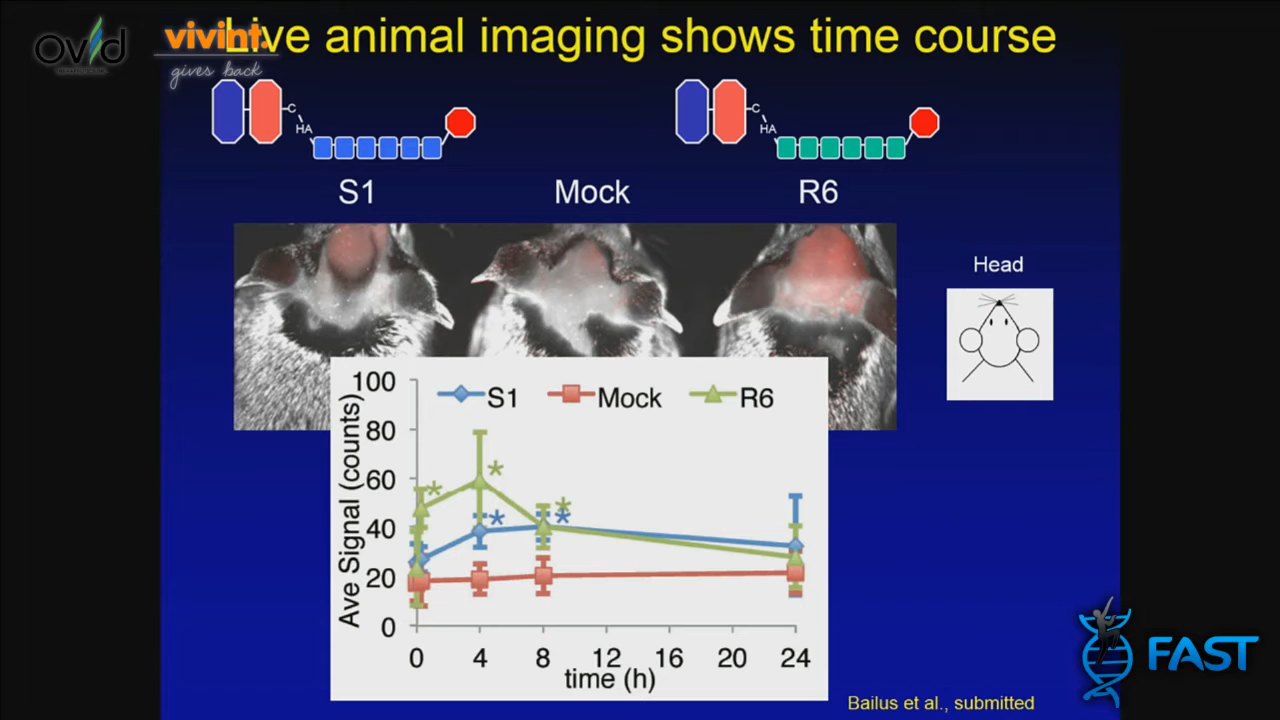 Live animal imaging shows time course
ovid
THERAPEUTICS INC.
vivint.
gives back
C
HA
C
HA
S1
Mock
R6
Head
S1
Mock
R6
Ave Signal (counts)
100
80
60
40
20
0
0 4 8 12 16 20 24
time (h)
Bailus et al., submitted
FAST